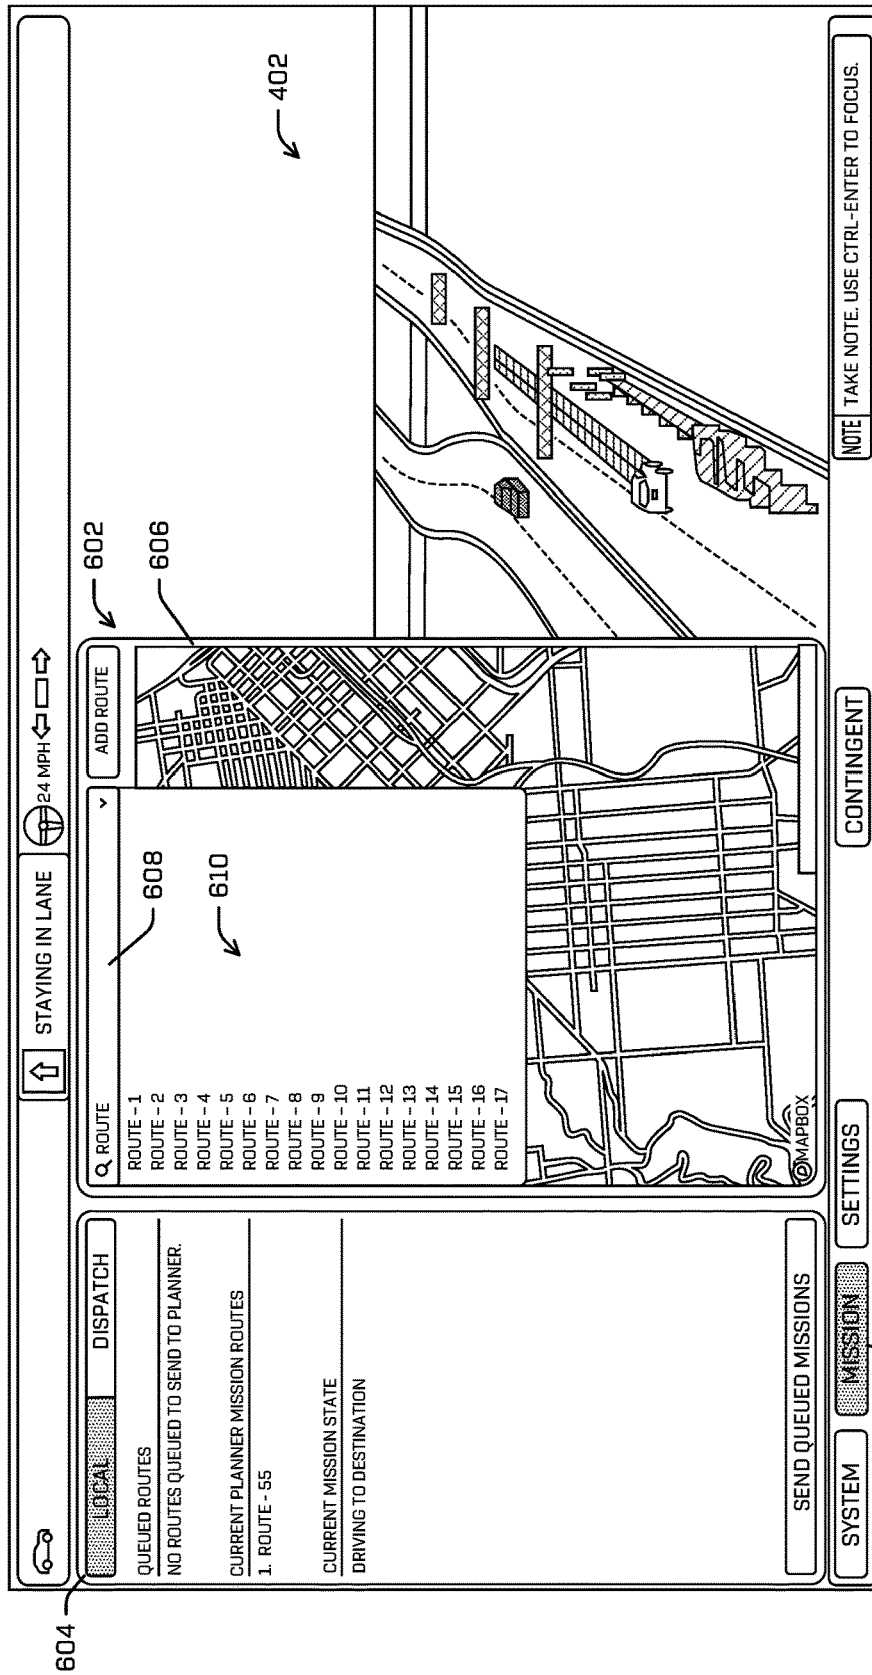 STAYING IN LANE
24 MPH
604
LOCAL
DISPATCH
QUEUED ROUTES
NO ROUTES QUEUED TO SEND TO PLANNER.
CURRENT PLANNER MISSION ROUTES
1. ROUTE - 55
CURRENT MISSION STATE
DRIVING TO DESTINATION
SEND QUEUED MISSIONS
ROUTE
ADD ROUTE
602
606
608
610
ROUTE - 1
ROUTE - 2
ROUTE - 3
ROUTE - 4
ROUTE - 5
ROUTE - 6
ROUTE - 7
ROUTE - 8
ROUTE - 9
ROUTE - 10
ROUTE - 11
ROUTE - 12
ROUTE - 13
ROUTE - 14
ROUTE - 15
ROUTE - 16
ROUTE - 17
MAPBOX
402
SYSTEM
MISSION
SETTINGS
CONTINGENT
NOTE
TAKE NOTE. USE CTRL-ENTER TO FOCUS.